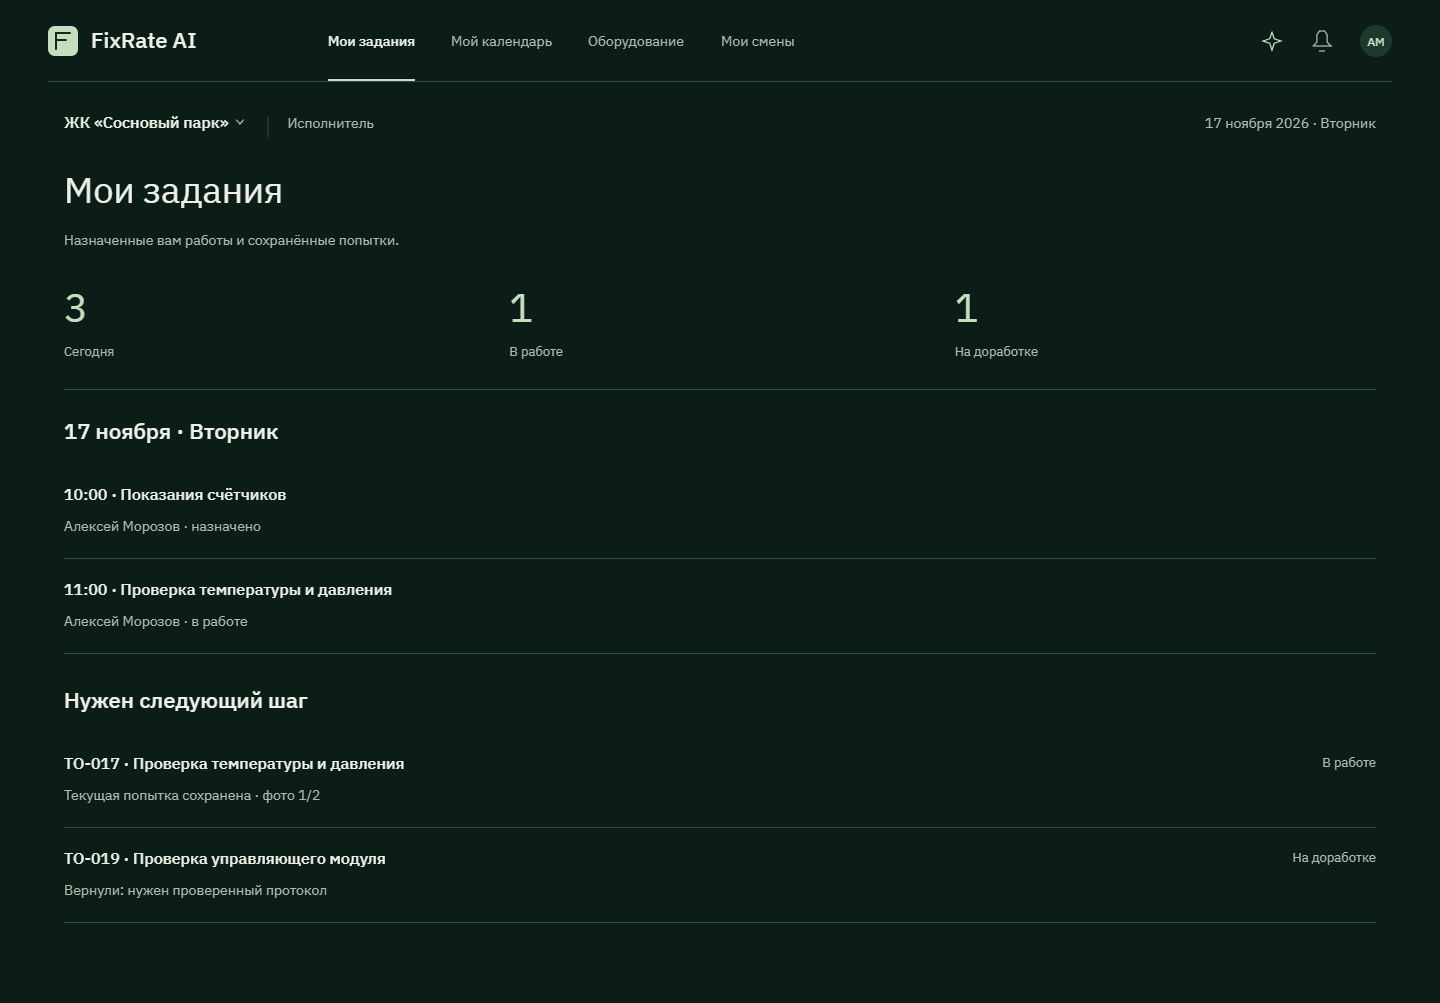 FixRate AI
Мои задания
Мой календарь
Оборудование
Мои смены
АМ
ЖК «Сосновый парк»
Исполнитель
17 ноября 2026 · Вторник
Мои задания
Назначенные вам работы и сохранённые попытки.
3
1
1
Сегодня
В работе
На доработке
17 ноября · Вторник
10:00 · Показания счётчиков
Алексей Морозов · назначено
11:00 · Проверка температуры и давления
Алексей Морозов · в работе
Нужен следующий шаг
ТО-017 · Проверка температуры и давления
В работе
Текущая попытка сохранена · фото 1/2
ТО-019 · Проверка управляющего модуля
На доработке
Вернули: нужен проверенный протокол